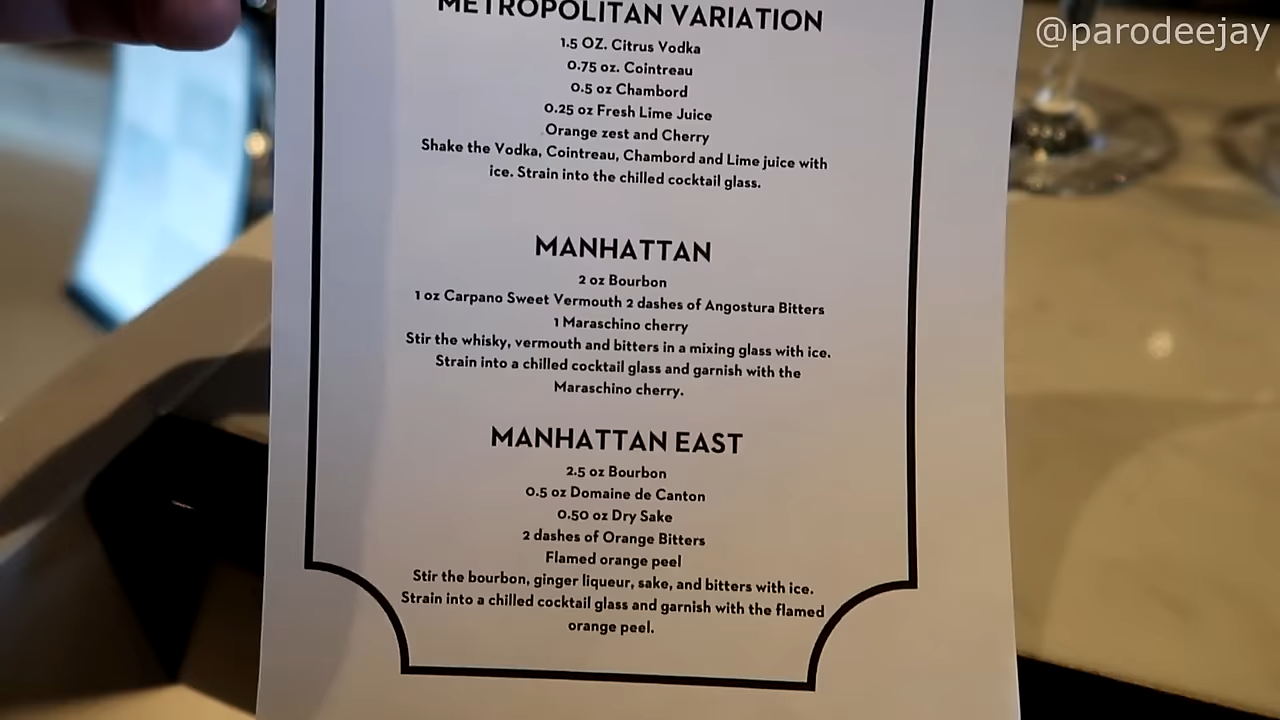 @parodeejay
METROPOLITAN VARIATION
1.5 OZ. Citrus Vodka
0.75 oz. Cointreau
0.5 oz Chambord
0.25 oz Fresh Lime Juice
Orange zest and Cherry
Shake the Vodka, Cointreau, Chambord and Lime juice with
ice. Strain into the chilled cocktail glass.
MANHATTAN
2 oz Bourbon
1 oz Carpano Sweet Vermouth 2 dashes of Angostura Bitters
1 Maraschino cherry
Stir the whisky, vermouth and bitters in a mixing glass with ice.
Strain into a chilled cocktail glass and garnish with the
Maraschino cherry.
MANHATTAN EAST
2.5 oz Bourbon
0.5 oz Domaine de Canton
0.50 oz Dry Sake
2 dashes of Orange Bitters
Flamed orange peel
Stir the bourbon, ginger liqueur, sake, and bitters with ice.
Strain into a chilled cocktail glass and garnish with the flamed
orange peel.